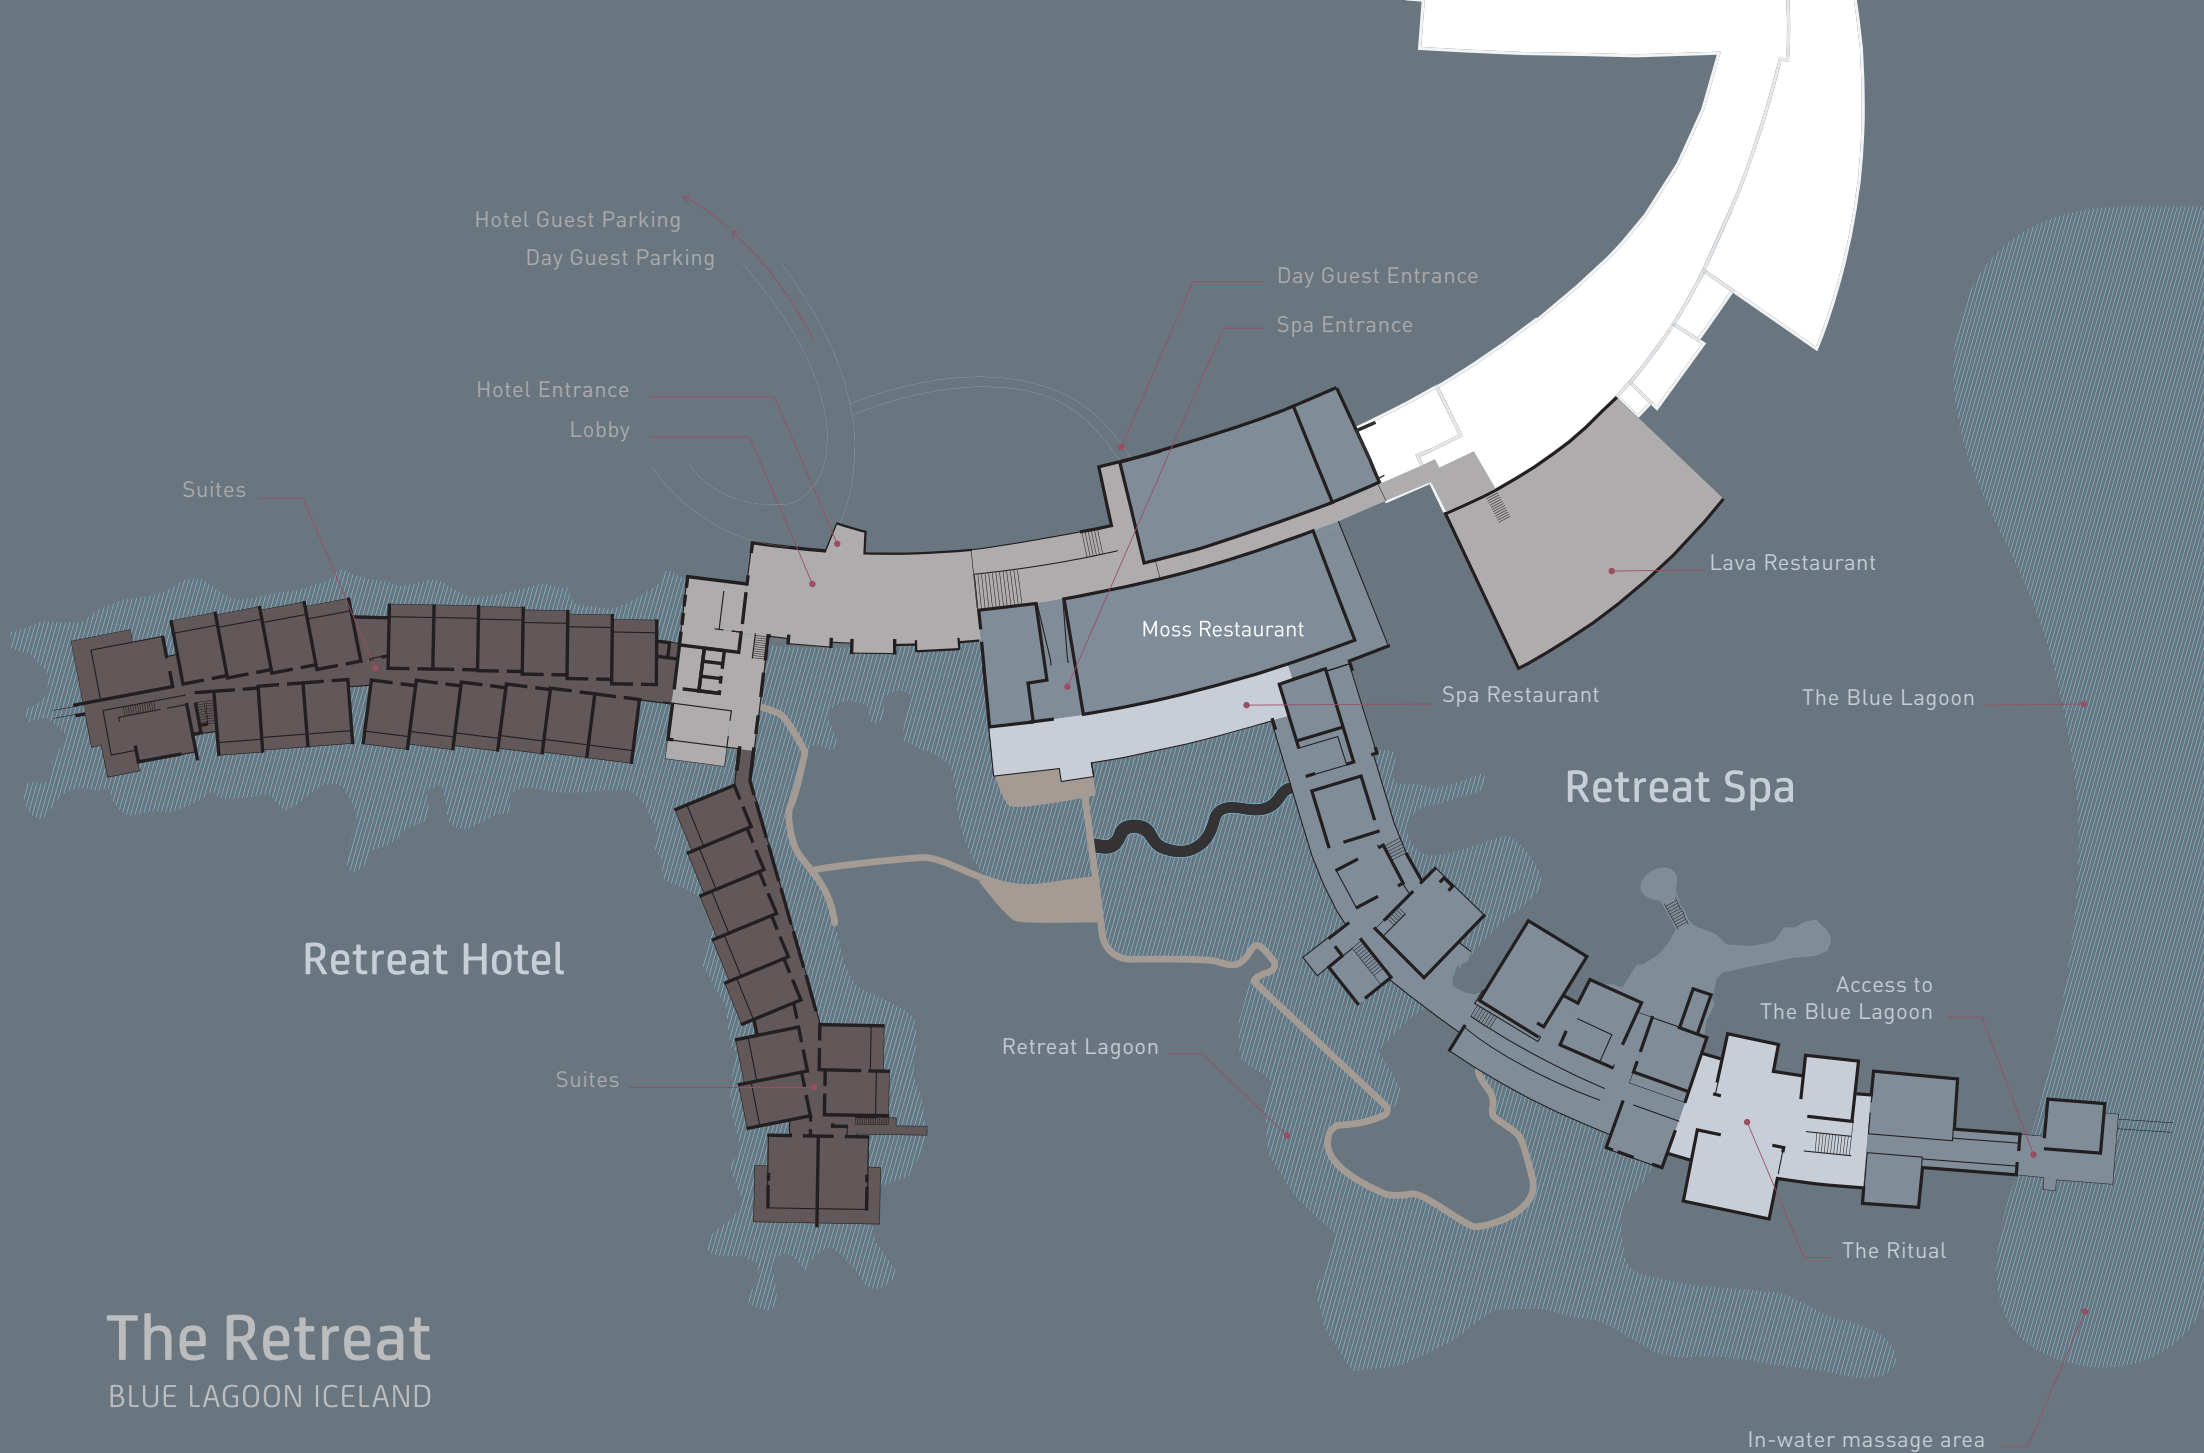 Hotel Guest Parking
Day Guest Parking
Day Guest Entrance
Spa Entrance
Hotel Entrance
Lobby
Suites
Lava Restaurant
Moss Restaurant
Spa Restaurant
The Blue Lagoon
Retreat Spa
Retreat Hotel
Access to
The Blue Lagoon
Retreat Lagoon
Suites
The Ritual
The Retreat
BLUE LAGOON ICELAND
In-water massage area